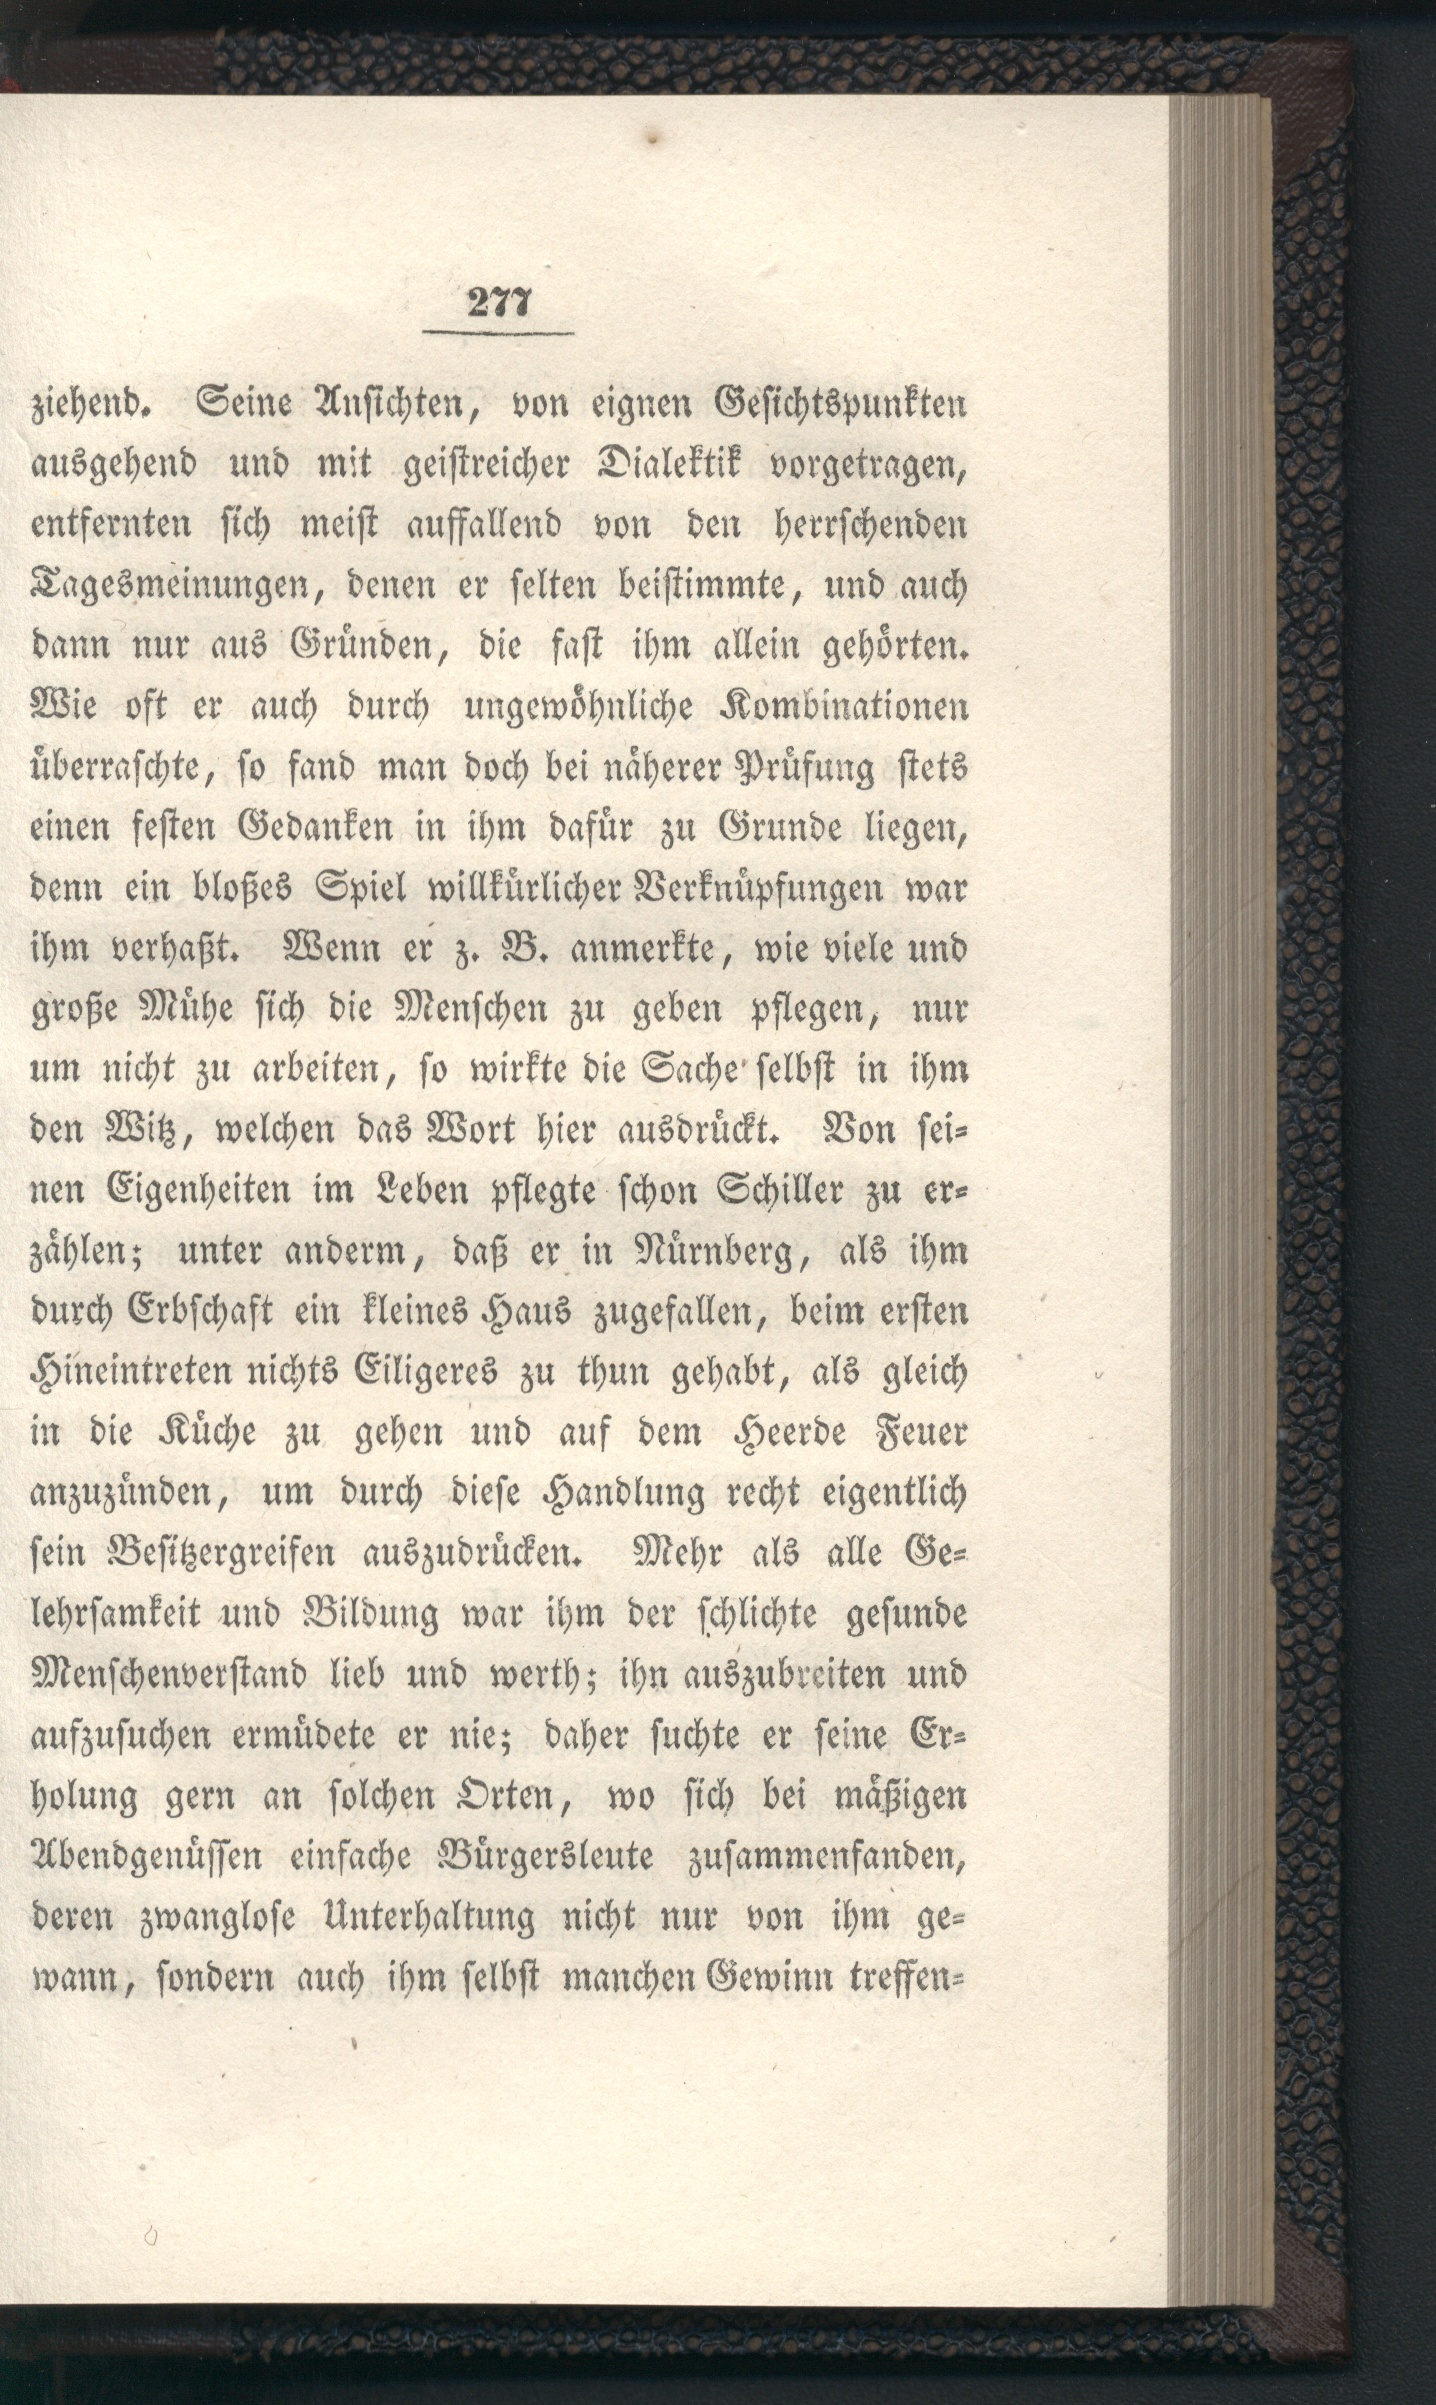 277
ziehend. Seine Ansichten, von eignen Gesichtspunkten
ausgehend und mit geistreicher Dialektik vorgetragen,
entfernten sich meist auffallend von den herrschenden
Tagesmeinungen, denen er selten beistimmte, und auch
dann nur aus Gründen, die fast ihm allein gehörten.
Wie oft er auch durch ungewöhnliche Kombinationen
überraschte, so fand man doch bei näherer Prüfung stets
einen festen Gedanken in ihm dafür zu Grunde liegen,
denn ein bloßes Spiel willkürlicher Verknüpfungen war
ihm verhaßt. Wenn er z. B. anmerkte, wie viele und
große Mühe sich die Menschen zu geben pflegen, nur
um nicht zu arbeiten, so wirkte die Sache selbst in ihm
den Witz, welchen das Wort hier ausdrückt. Von sei-
nen Eigenheiten im Leben pflegte schon Schiller zu er-
zählen; unter anderm, daß er in Nürnberg, als ihm
durch Erbschaft ein kleines Haus zugefallen, beim ersten
Hineintreten nichts Eiligeres zu thun gehabt, als gleich
in die Küche zu gehen und auf dem Heerde Feuer
anzuzünden, um durch diese Handlung recht eigentlich
sein Besitzergreifen auszudrücken. Mehr als alle Ge-
lehrsamkeit und Bildung war ihm der schlichte gesunde
Menschenverstand lieb und werth; ihn auszubreiten und
aufzusuchen ermüdete er nie; daher suchte er seine Er-
holung gern an solchen Orten, wo sich bei mäßigen
Abendgenüssen einfache Bürgersleute zusammenfanden,
deren zwanglose Unterhaltung nicht nur von ihm ge-
wann, sondern auch ihm selbst manchen Gewinn treffen-